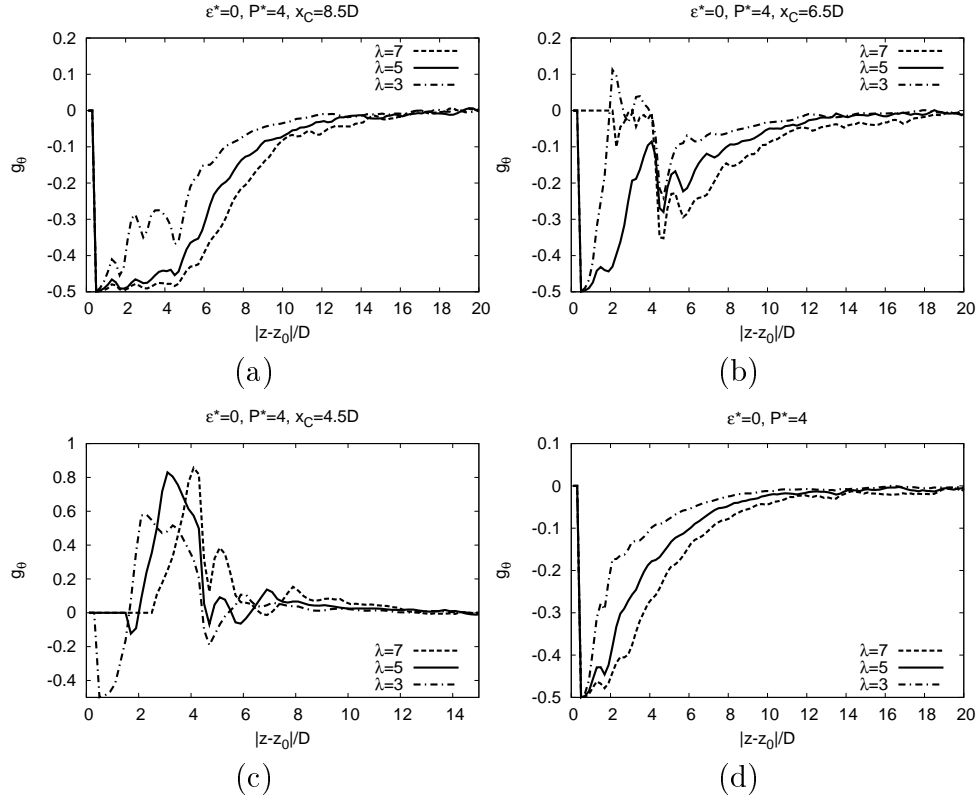 ε*=0, P*=4, x_C=8.5D
0.2
0.1
0
-0.1
-0.2
-0.3
-0.4
-0.5
g_θ
λ=7
λ=5
λ=3
0 2 4 6 8 10 12 14 16 18 20
|z-z_0|/D
(a)
ε*=0, P*=4, x_C=6.5D
0.2
0.1
0
-0.1
-0.2
-0.3
-0.4
-0.5
g_θ
λ=7
λ=5
λ=3
0 2 4 6 8 10 12 14 16 18 20
|z-z_0|/D
(b)
ε*=0, P*=4, x_C=4.5D
1
0.8
0.6
0.4
0.2
0
-0.2
-0.4
g_θ
λ=7
λ=5
λ=3
0 2 4 6 8 10 12 14
|z-z_0|/D
(c)
ε*=0, P*=4
0.1
0
-0.1
-0.2
-0.3
-0.4
-0.5
g_θ
λ=7
λ=5
λ=3
0 2 4 6 8 10 12 14 16 18 20
|z-z_0|/D
(d)